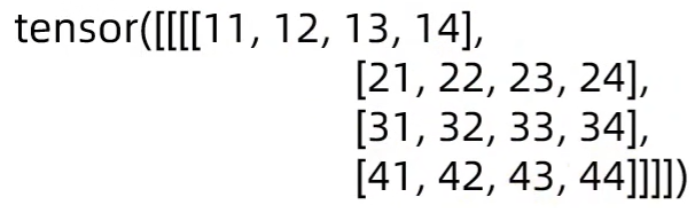 tensor([[[[11, 12, 13, 14],
[21, 22, 23, 24],
[31, 32, 33, 34],
[41, 42, 43, 44]]]])